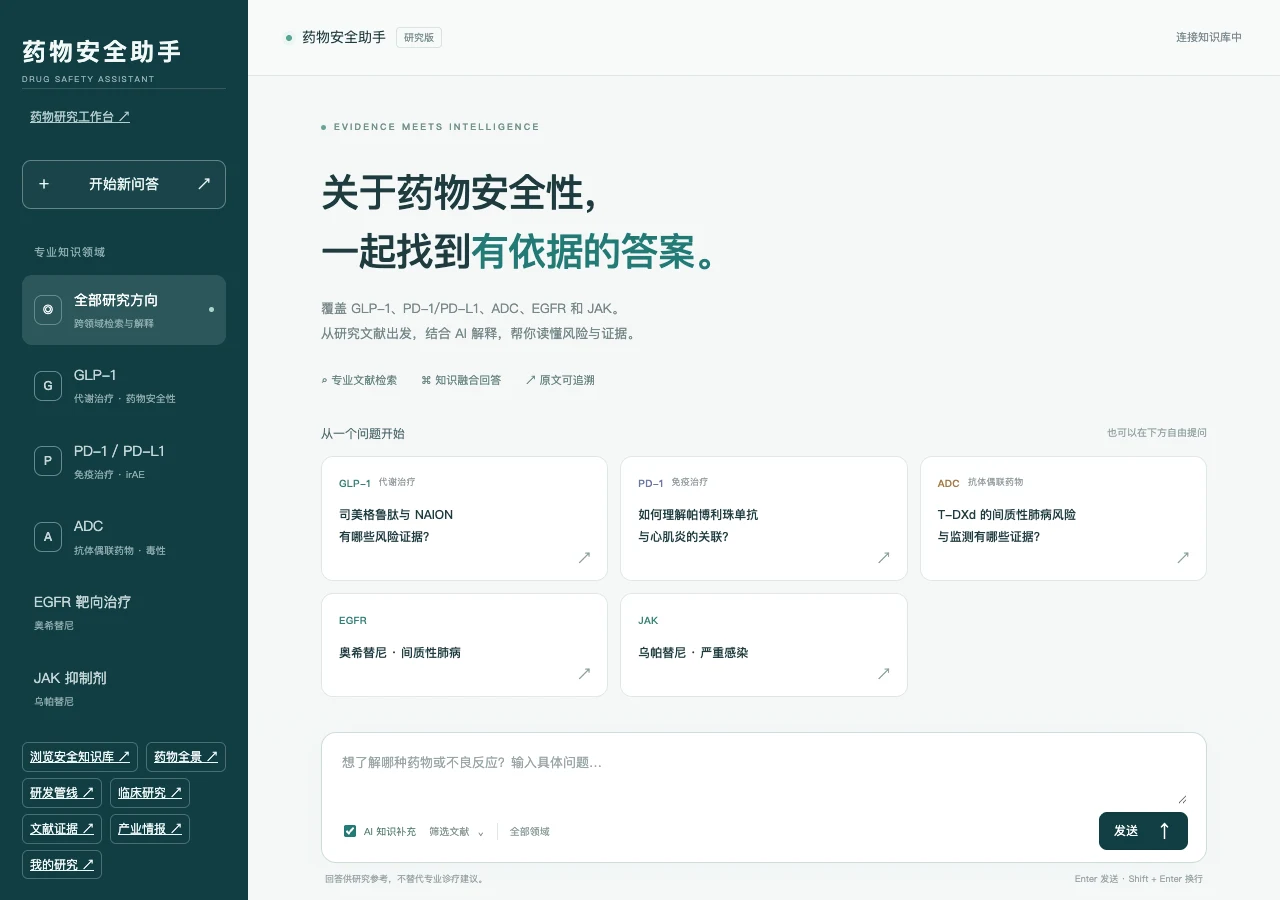 药物安全助手
DRUG SAFETY ASSISTANT
药物研究工作台 ↗
+ 开始新问答 ↗
专业知识领域
◎ 全部研究方向
跨领域检索与解释
G GLP-1
代谢治疗 · 药物安全性
P PD-1 / PD-L1
免疫治疗 · irAE
A ADC
抗体偶联药物 · 毒性
EGFR 靶向治疗
奥希替尼
JAK 抑制剂
乌帕替尼
浏览安全知识库 ↗ 药物全景 ↗
研发管线 ↗ 临床研究 ↗
文献证据 ↗ 产业情报 ↗
我的研究 ↗
药物安全助手 研究版 连接知识库中
EVIDENCE MEETS INTELLIGENCE
关于药物安全性，
一起找到有依据的答案。
覆盖 GLP-1、PD-1/PD-L1、ADC、EGFR 和 JAK。
从研究文献出发，结合 AI 解释，帮你读懂风险与证据。
⌕ 专业文献检索 ⌘ 知识融合回答 ↗ 原文可追溯
从一个问题开始 也可以在下方自由提问
GLP-1 代谢治疗
司美格鲁肽与 NAION
有哪些风险证据？
↗
PD-1 免疫治疗
如何理解帕博利珠单抗
与心肌炎的关联？
↗
ADC 抗体偶联药物
T-DXd 的间质性肺病风险
与监测有哪些证据？
↗
EGFR
奥希替尼 · 间质性肺病
↗
JAK
乌帕替尼 · 严重感染
↗
想了解哪种药物或不良反应？输入具体问题…
AI 知识补充 筛选文献 ⌄ 全部领域 发送 ↑
回答供研究参考，不替代专业诊疗建议。 Enter 发送 · Shift + Enter 换行